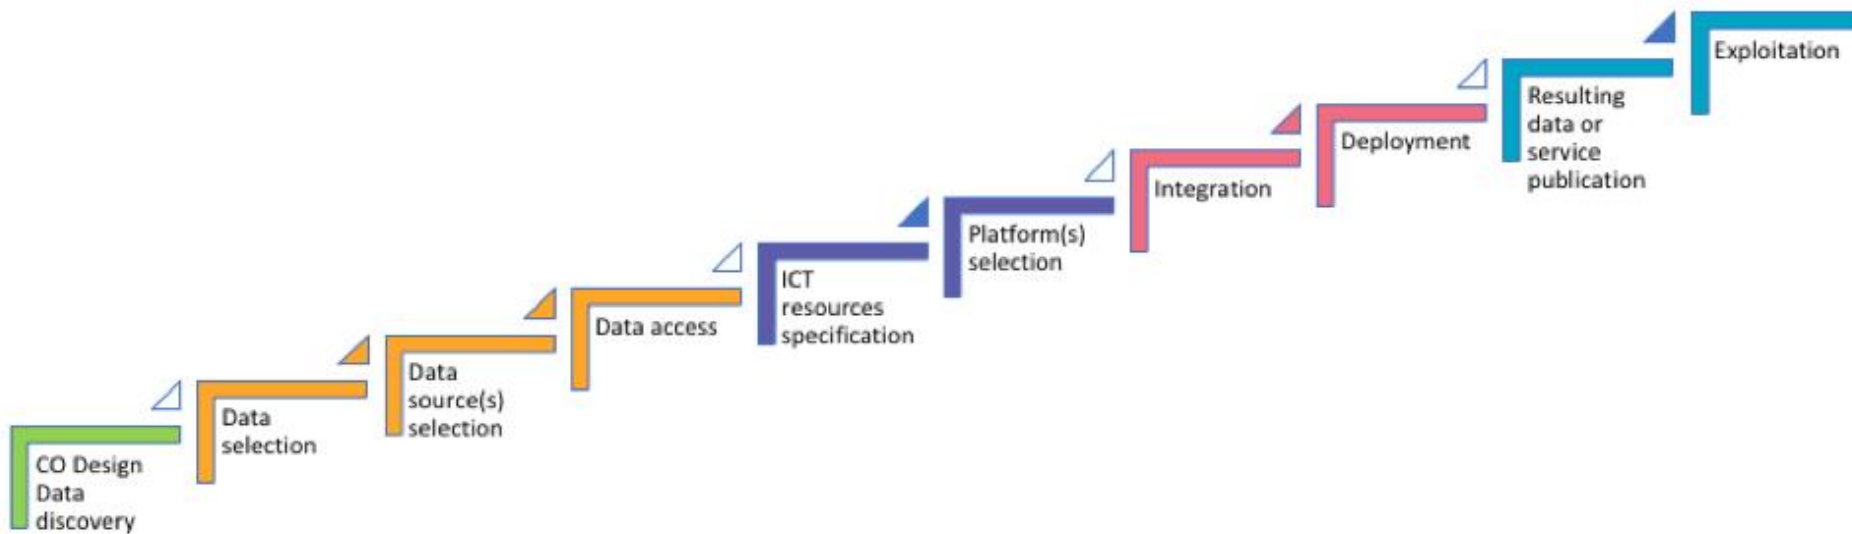 CO Design
Data
discovery
Data
selection
Data
source(s)
selection
Data access
ICT
resources
specification
Platform(s)
selection
Integration
Deployment
Resulting
data or
service
publication
Exploitation